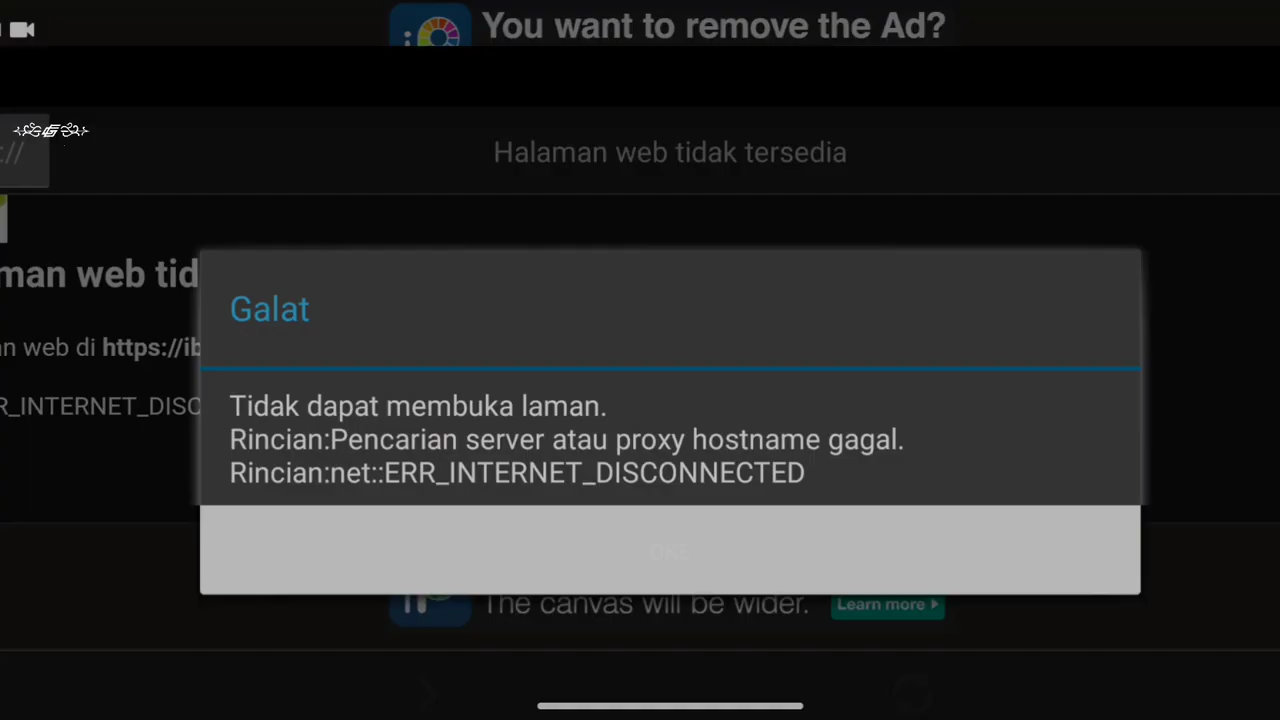 You want to remove the Ad?
://
Halaman web tidak tersedia
man web tid
Galat
n web di https://ib
R_INTERNET_DISC
Tidak dapat membuka laman.
Rincian:Pencarian server atau proxy hostname gagal.
Rincian:net::ERR_INTERNET_DISCONNECTED
OKE
The canvas will be wider.
Learn more